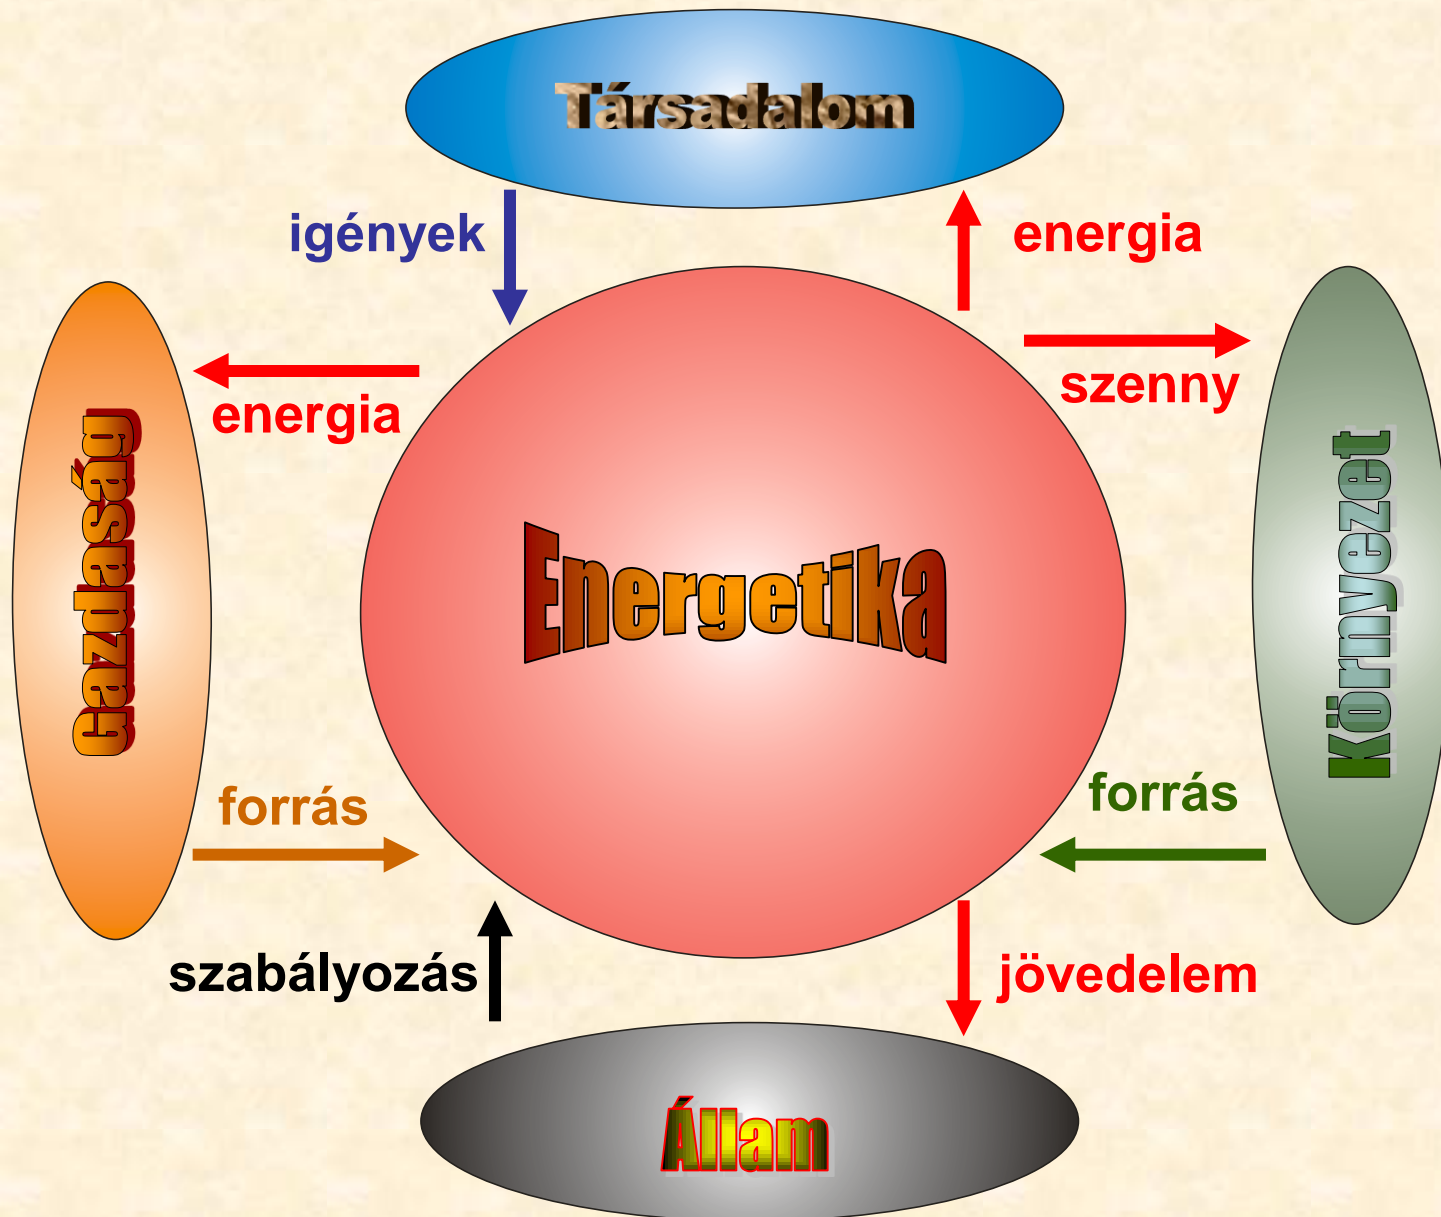 Társadalom
igények
energia
energia
szenny
Gazdaság
Környezet
Energetika
forrás
forrás
szabályozás
jövedelem
Állam